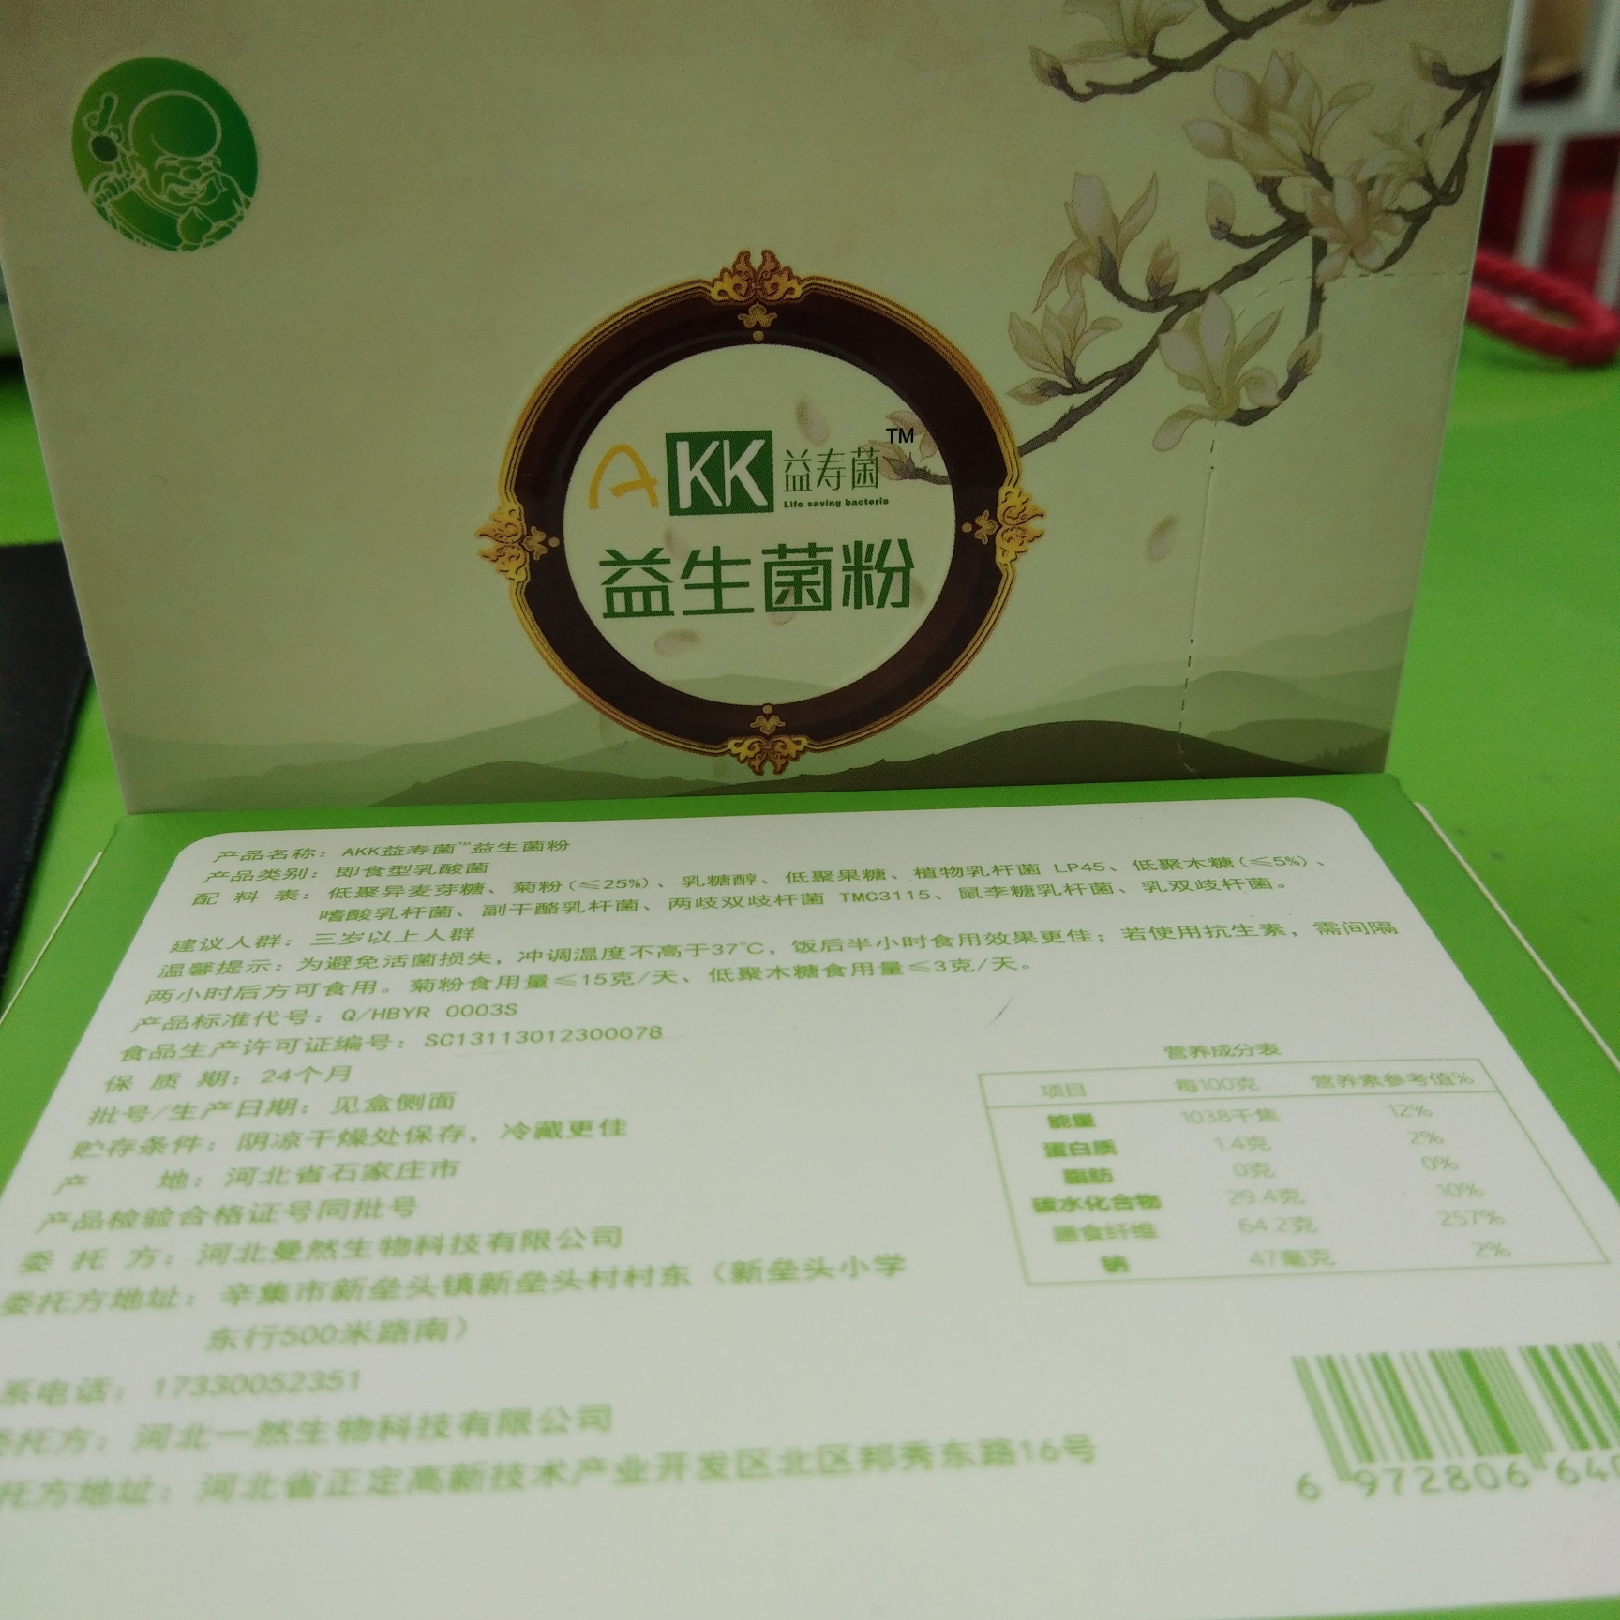 AKK 益寿菌 TM
Life saving bacteria
益生菌粉
产品名称：AKK益寿菌™益生菌粉
产品类别：即食型乳酸菌
配 料 表：低聚异麦芽糖、菊粉(≤25%)、乳糖醇、低聚果糖、植物乳杆菌 LP45、低聚木糖(≤5%)、
嗜酸乳杆菌、副干酪乳杆菌、两歧双歧杆菌 TMC3115、鼠李糖乳杆菌、乳双歧杆菌。
建议人群：三岁以上人群
温馨提示：为避免活菌损失，冲调温度不高于37℃，饭后半小时食用效果更佳；若使用抗生素，需间隔
两小时后方可食用。菊粉食用量≤15克/天、低聚木糖食用量≤3克/天。
产品标准代号：Q/HBYR 0003S
食品生产许可证编号：SC13113012300078
保 质 期：24个月
批号/生产日期：见盒侧面
贮存条件：阴凉干燥处保存，冷藏更佳
产 地：河北省石家庄市
产品检验合格证号同批号
委 托 方：河北曼然生物科技有限公司
委托方地址：辛集市新垒头镇新垒头村村东（新垒头小学
东行500米路南）
系电话：17330052351
托方：河北一然生物科技有限公司
托方地址：河北省正定高新技术产业开发区北区邦秀东路16号
营养成分表
项目 每100克 营养素参考值%
能量 1038千焦 12%
蛋白质 1.4克 2%
脂肪 0克 0%
碳水化合物 29.4克 10%
膳食纤维 64.2克 257%
钠 47毫克 2%
6 972806 640